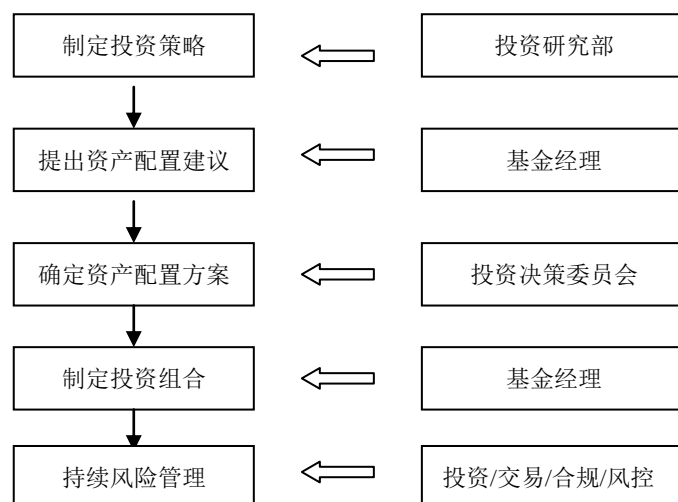 制定投资策略
投资研究部
提出资产配置建议
基金经理
确定资产配置方案
投资决策委员会
制定投资组合
基金经理
持续风险管理
投资/交易/合规/风控